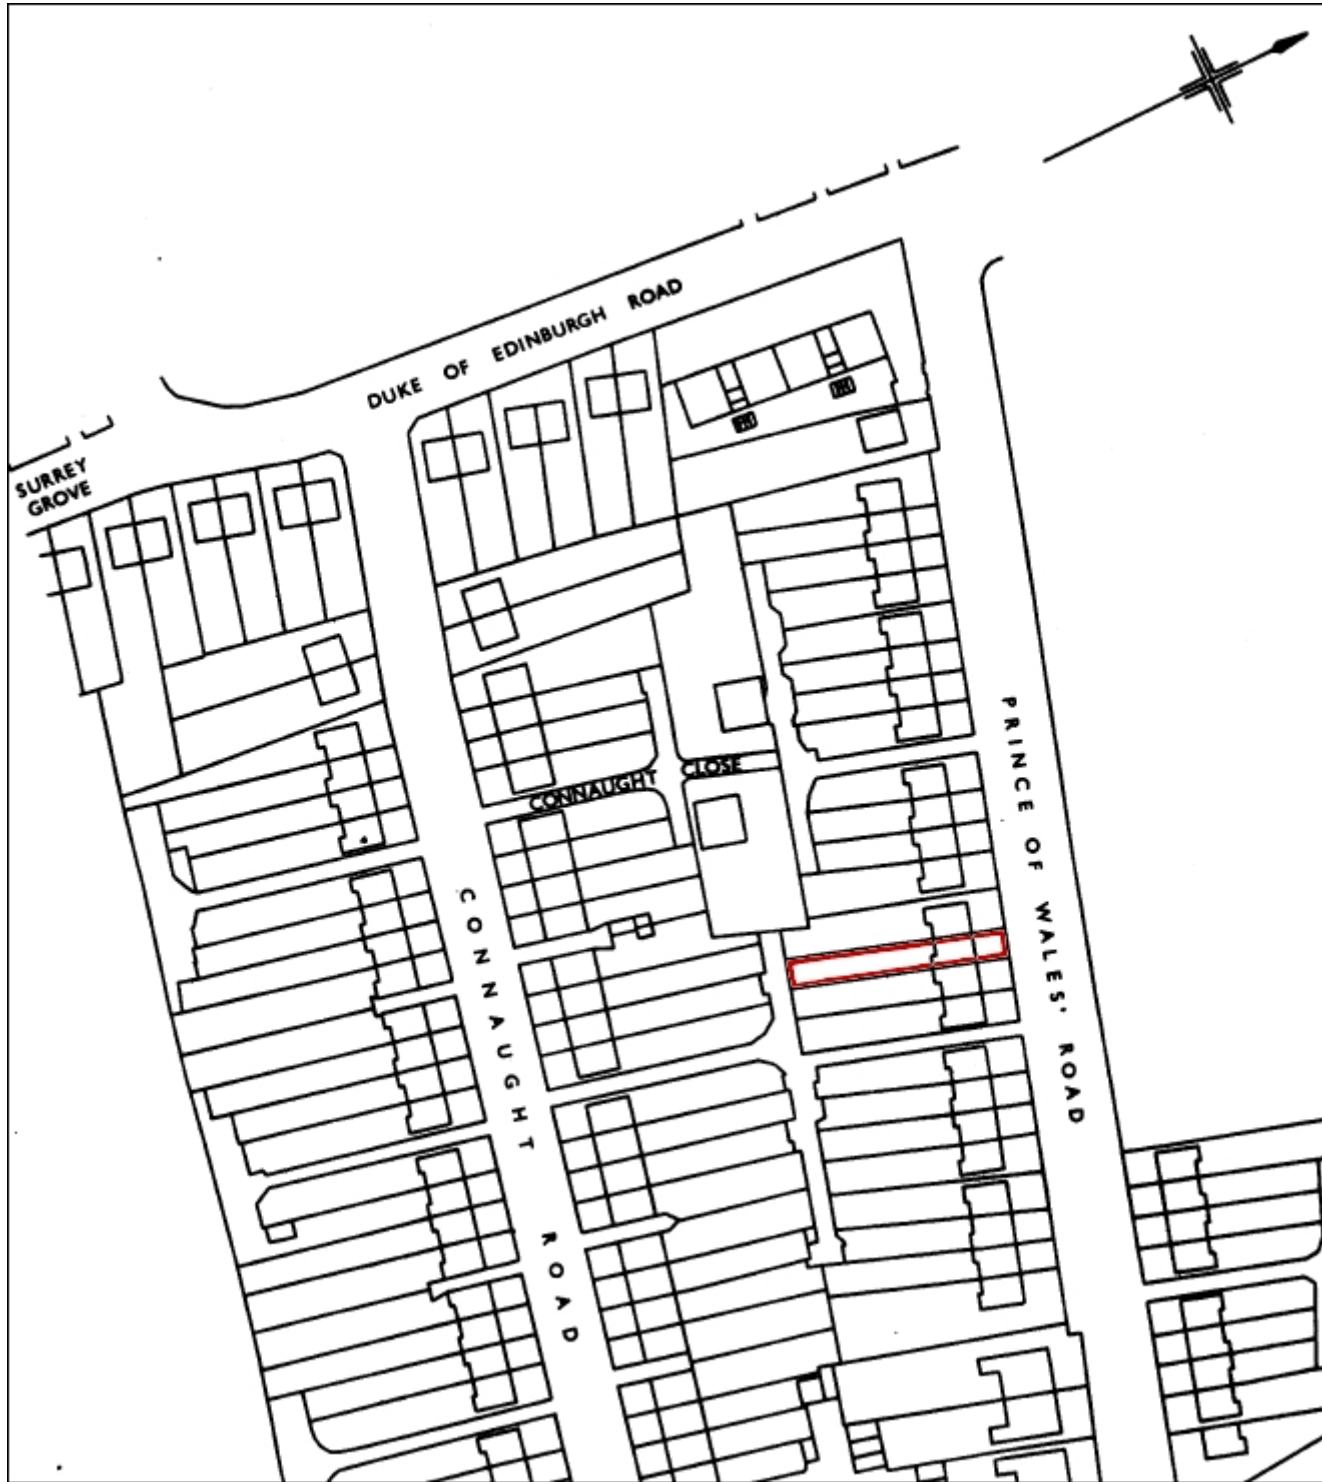 DUKE OF EDINBURGH ROAD
SURREY
GROVE
PRINCE OF WALES' ROAD
CONNAUGHT CLOSE
CONNAUGHT ROAD